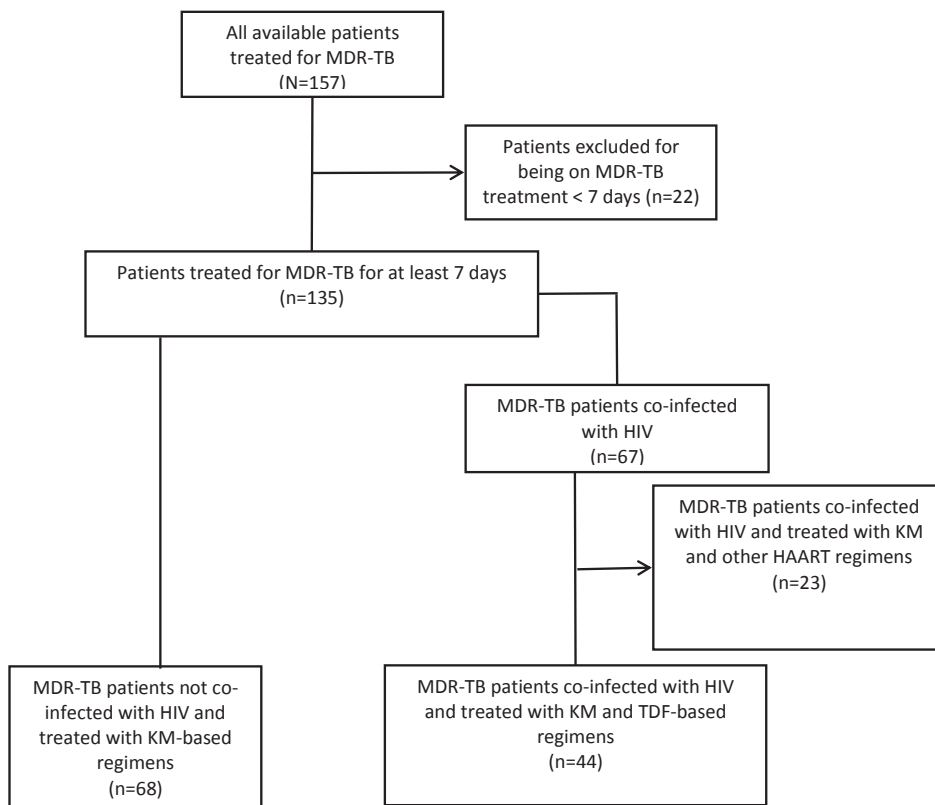 All available patients
treated for MDR-TB
(N=157)
Patients excluded for
being on MDR-TB
treatment < 7 days (n=22)
Patients treated for MDR-TB for at least 7 days
(n=135)
MDR-TB patients co-infected
with HIV
(n=67)
MDR-TB patients co-infected
with HIV and treated with KM
and other HAART regimens
(n=23)
MDR-TB patients not co-
infected with HIV and
treated with KM-based
regimens
(n=68)
MDR-TB patients co-infected with HIV
and treated with KM and TDF-based
regimens
(n=44)